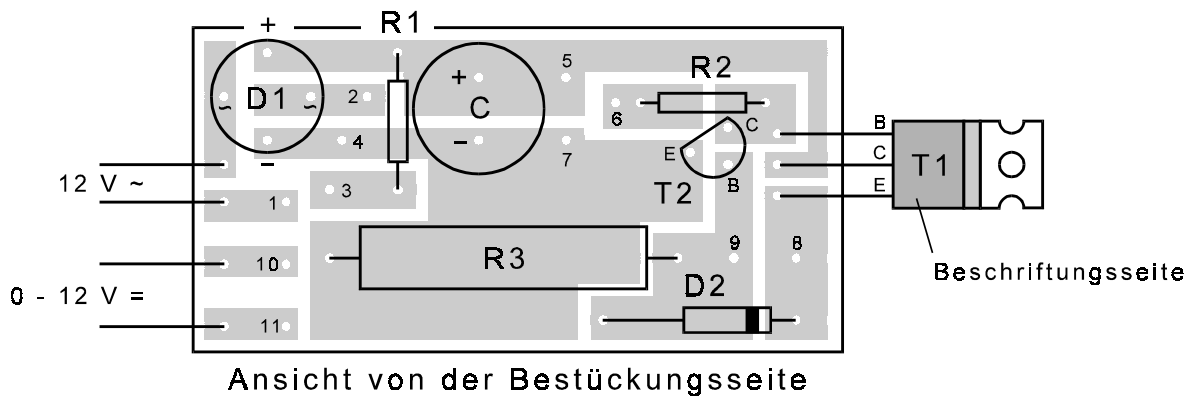 + − R1
D1 ~ ~
2
4
+ C −
5
7
R2
6
C
E
B
T2
B
C
E
T1
12 V ~
1
3
10
0 - 12 V =
11
R3
9
8
D2
Beschriftungsseite
Ansicht von der Bestückungsseite